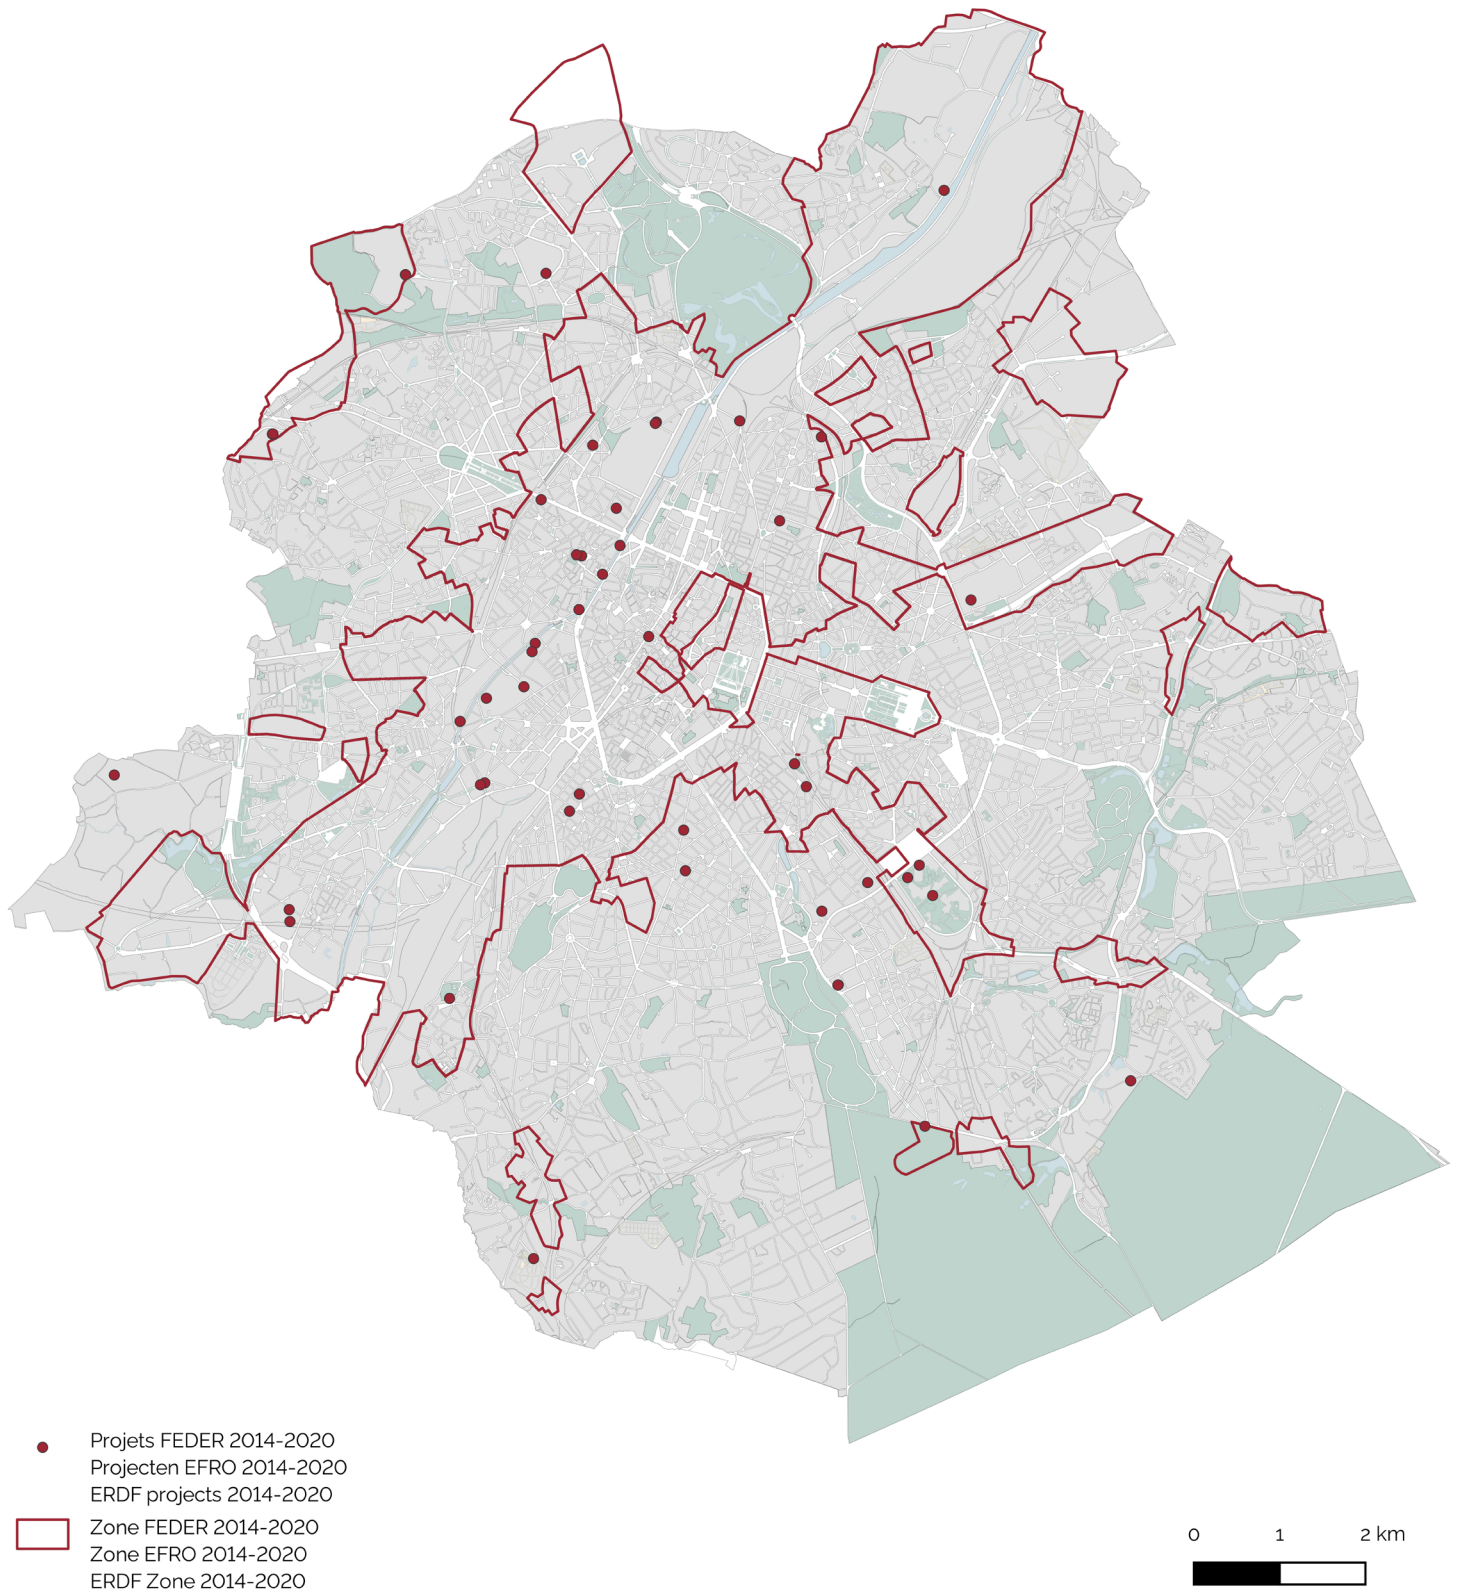 Projets FEDER 2014-2020
Projecten EFRO 2014-2020
ERDF projects 2014-2020
Zone FEDER 2014-2020
Zone EFRO 2014-2020
ERDF Zone 2014-2020
0 1 2 km